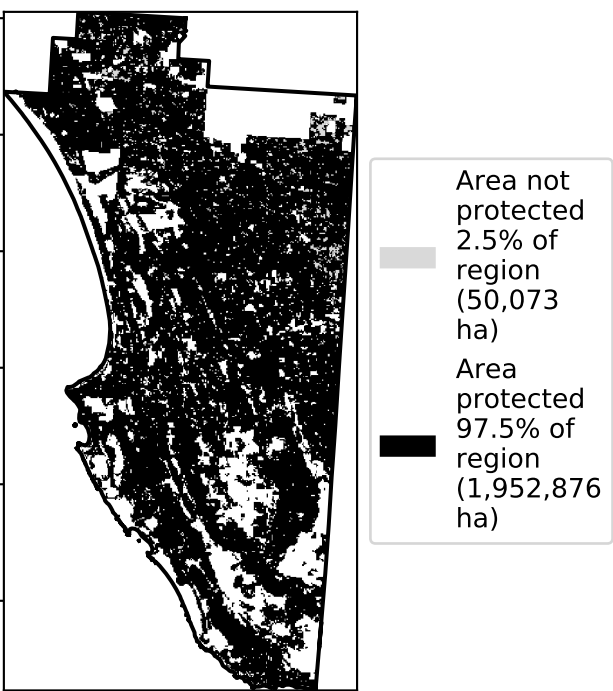 Area not
protected
2.5% of
region
(50,073
ha)
Area
protected
97.5% of
region
(1,952,876
ha)